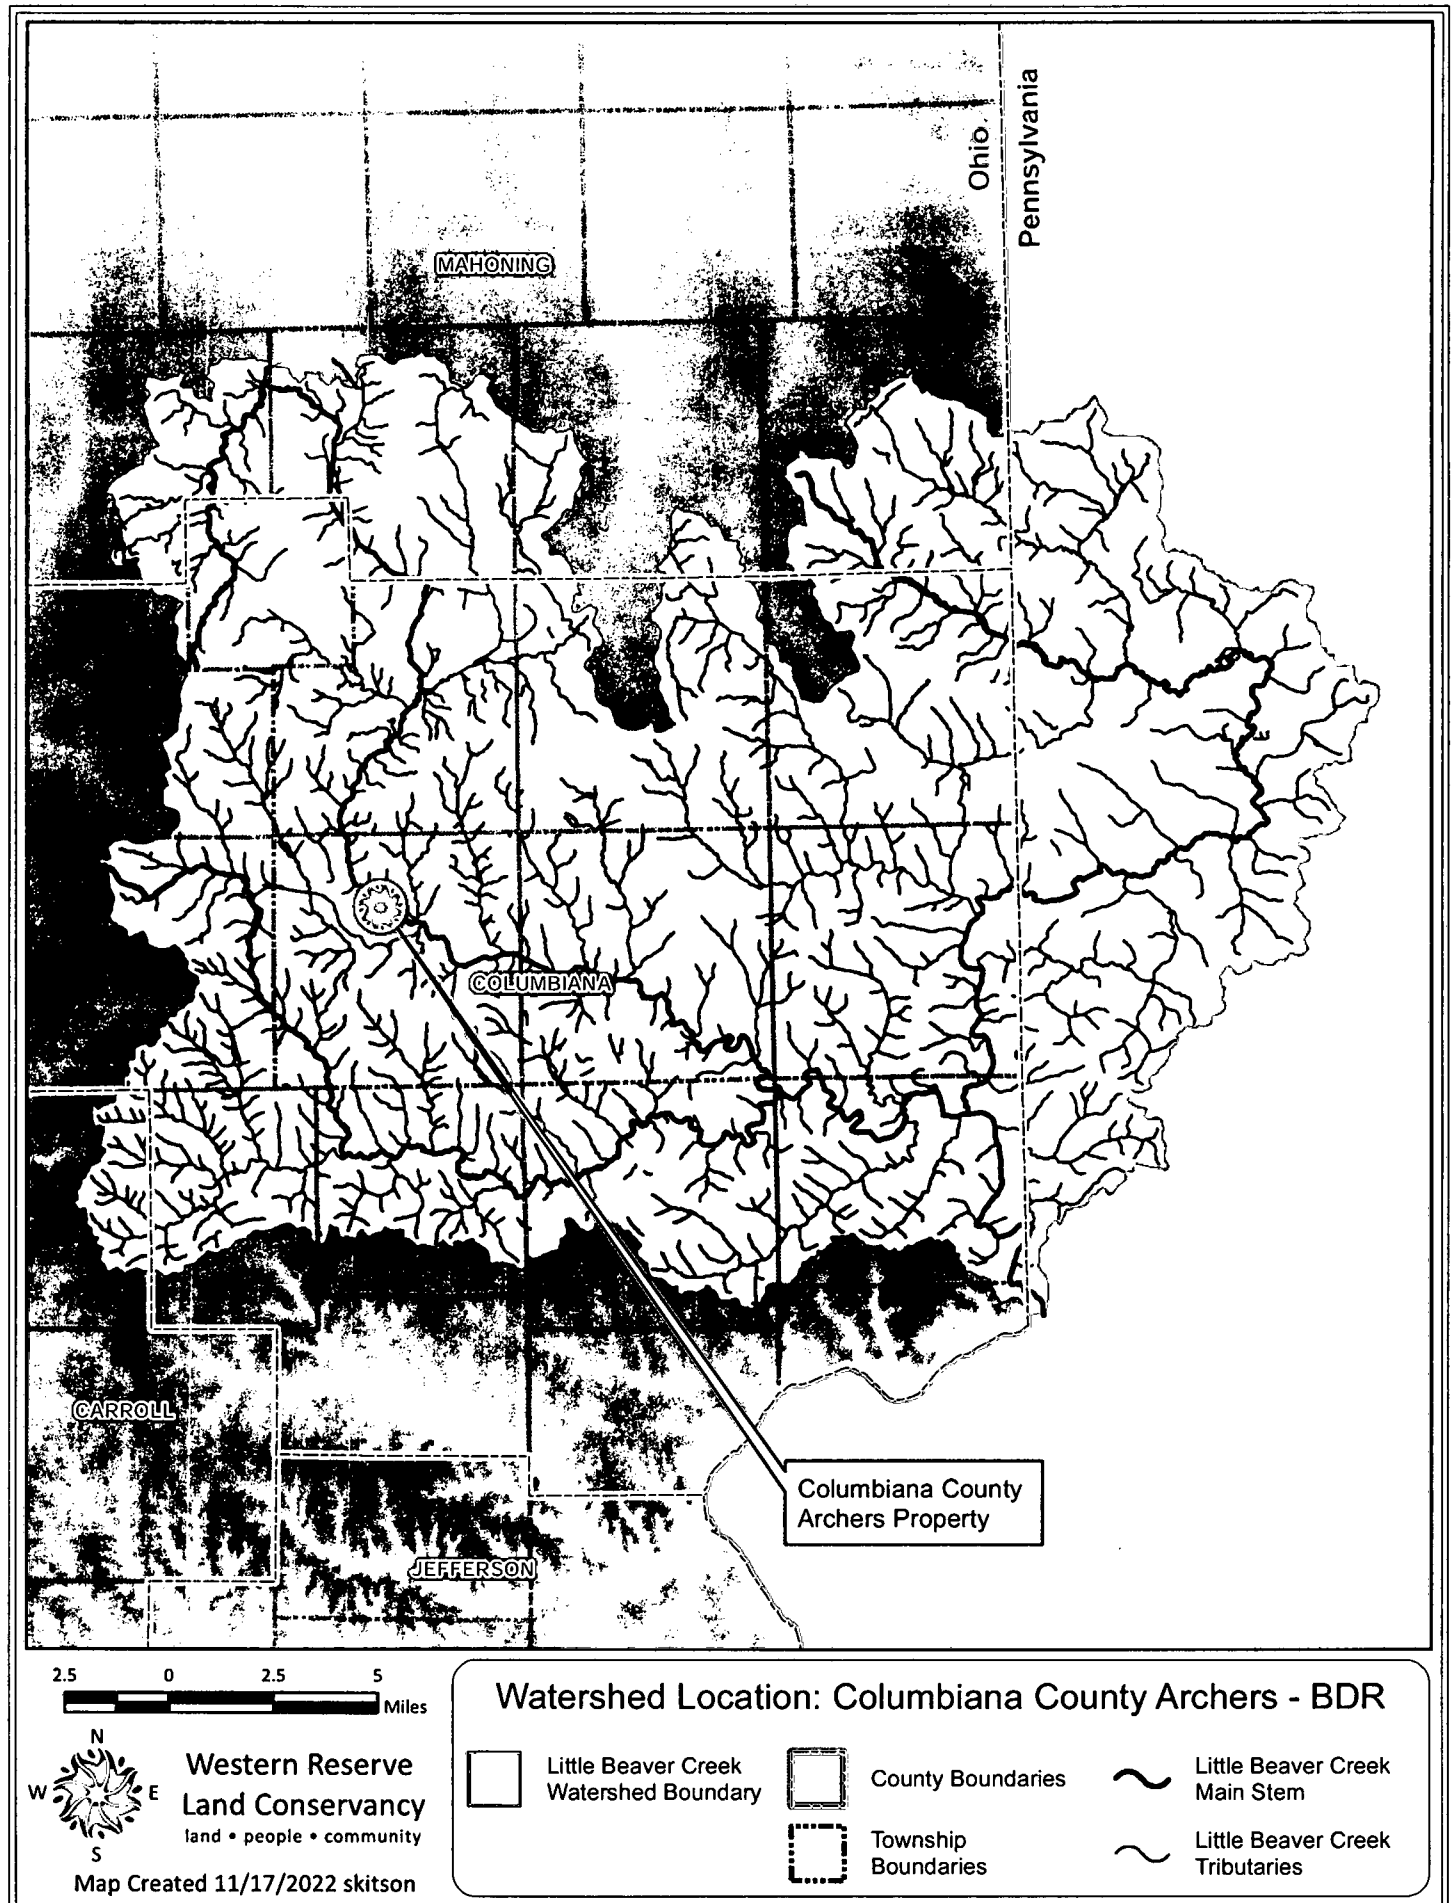 Ohio
Pennsylvania
MAHONING
COLUMBIANA
CARROLL
Columbiana County
Archers Property
JEFFERSON
2.5 0 2.5 5
Miles
N
W E
S
Western Reserve
Land Conservancy
land • people • community
Map Created 11/17/2022 skitson
Watershed Location: Columbiana County Archers - BDR
Little Beaver Creek
Watershed Boundary
County Boundaries
Township
Boundaries
Little Beaver Creek
Main Stem
Little Beaver Creek
Tributaries